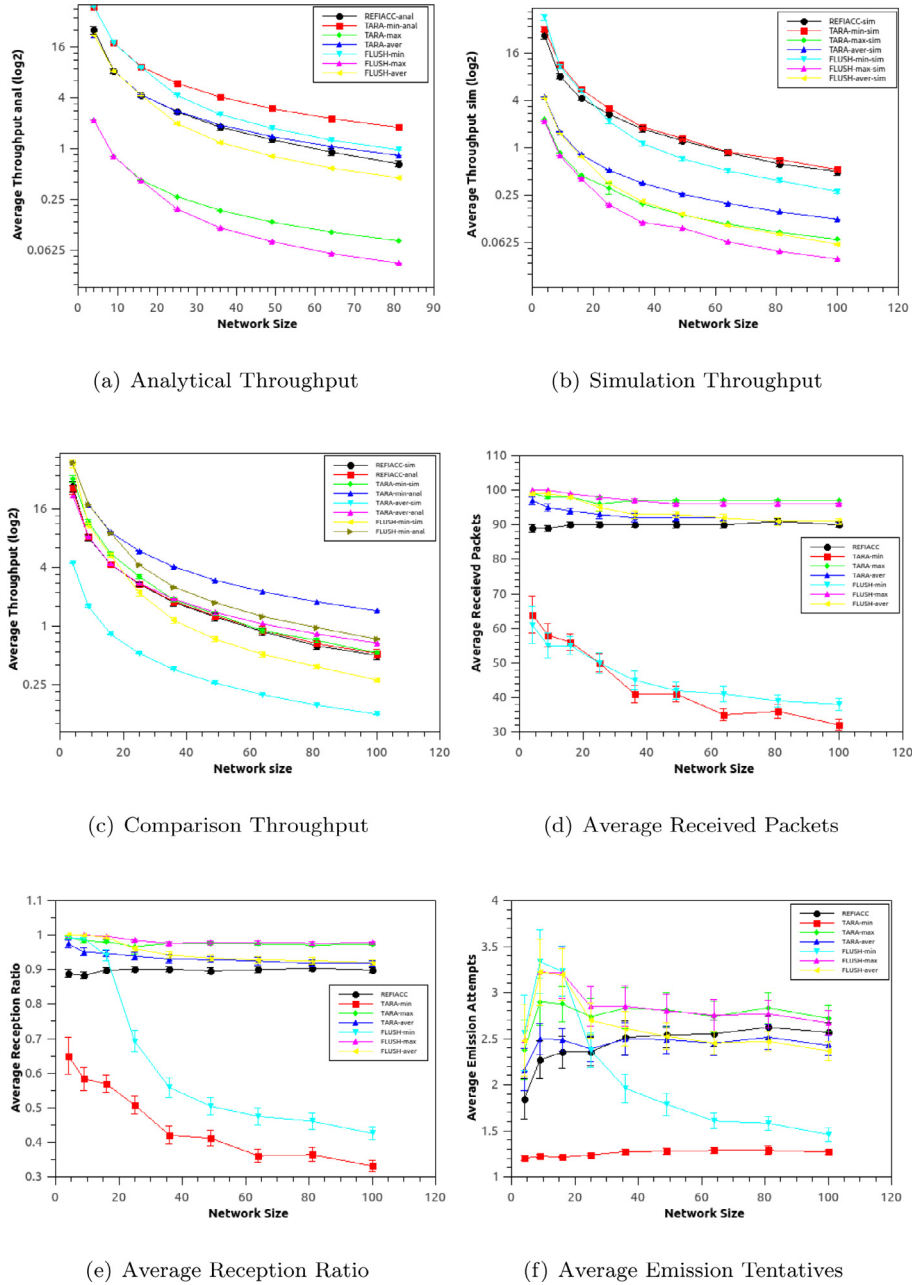 Average Throughput anal (log2)
16
4
1
0.25
0.0625
0 10 20 30 40 50 60 70 80 90
Network Size
REFIACC-anal
TARA-min-anal
TARA-max
TARA-aver
FLUSH-min
FLUSH-max
FLUSH-aver
(a) Analytical Throughput
Average Throughput sim (log2)
16
4
1
0.25
0.0625
0 20 40 60 80 100 120
Network Size
REFIACC-sim
TARA-min-sim
TARA-max-sim
TARA-aver-sim
FLUSH-min-sim
FLUSH-max-sim
FLUSH-aver-sim
(b) Simulation Throughput
Average Throughput (log2)
16
4
1
0.25
0 20 40 60 80 100 120
Network size
REFIACC-sim
REFIACC-anal
TARA-min-sim
TARA-min-anal
TARA-aver-sim
TARA-aver-anal
FLUSH-min-sim
FLUSH-min-anal
(c) Comparison Throughput
Average Receievd Packets
110
100
90
80
70
60
50
40
30
0 20 40 60 80 100 120
Network Size
REFIACC
TARA-min
TARA-max
TARA-aver
FLUSH-min
FLUSH-max
FLUSH-aver
(d) Average Received Packets
Average Reception Ratio
1.1
1
0.9
0.8
0.7
0.6
0.5
0.4
0.3
0 20 40 60 80 100 120
Network Size
REFIACC
TARA-min
TARA-max
TARA-aver
FLUSH-min
FLUSH-max
FLUSH-aver
(e) Average Reception Ratio
Average Emission Attempts
4
3.5
3
2.5
2
1.5
1
0 20 40 60 80 100 120
Network Size
REFIACC
TARA-min
TARA-max
TARA-aver
FLUSH-min
FLUSH-max
FLUSH-aver
(f) Average Emission Tentatives